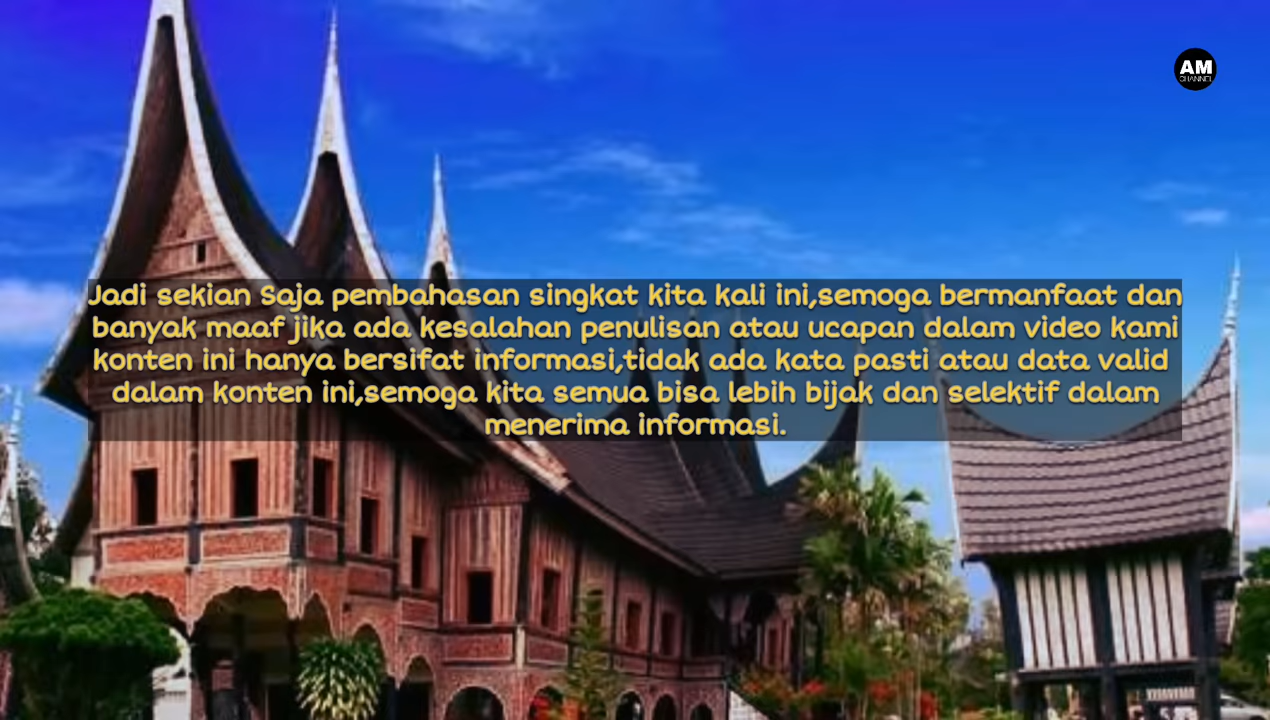 AM
CHANNEL
Jadi sekian Saja pembahasan singkat kita kali ini,semoga bermanfaat dan
banyak maaf jika ada kesalahan penulisan atau ucapan dalam video kami
konten ini hanya bersifat informasi,tidak ada kata pasti atau data valid
dalam konten ini,semoga kita semua bisa lebih bijak dan selektif dalam
menerima informasi.